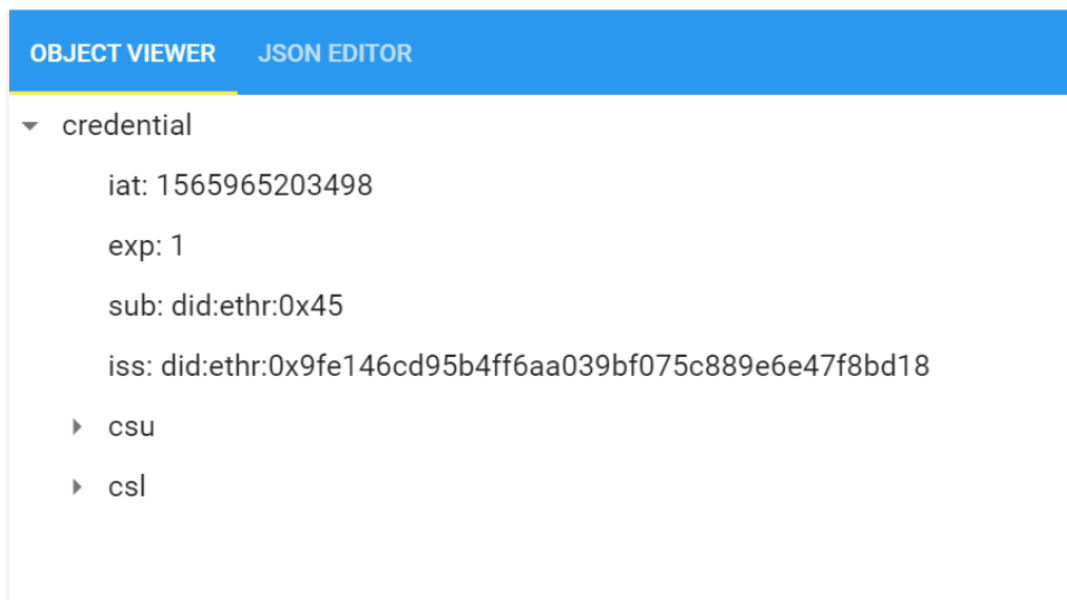 OBJECT VIEWER JSON EDITOR
credential
iat: 1565965203498
exp: 1
sub: did:ethr:0x45
iss: did:ethr:0x9fe146cd95b4ff6aa039bf075c889e6e47f8bd18
csu
csl